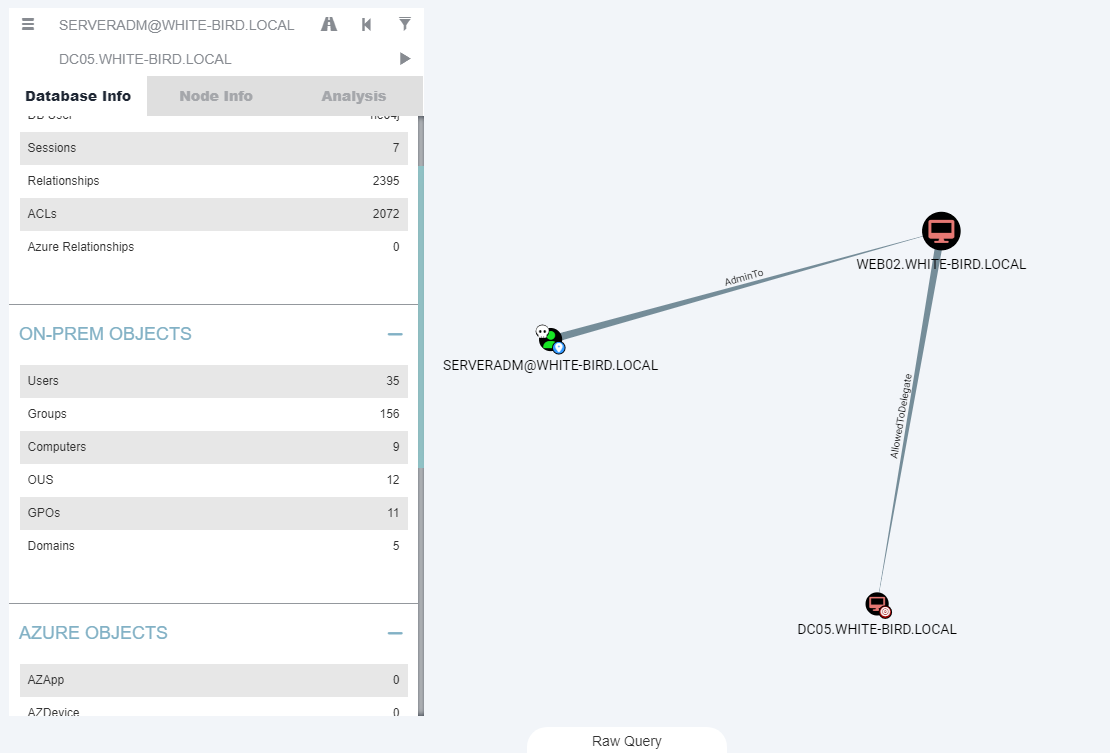 SERVERADM@WHITE-BIRD.LOCAL
DC05.WHITE-BIRD.LOCAL
Database Info Node Info Analysis
DB User neo4j
Sessions 7
Relationships 2395
ACLs 2072
Azure Relationships 0
ON-PREM OBJECTS
Users 35
Groups 156
Computers 9
OUS 12
GPOs 11
Domains 5
AZURE OBJECTS
AZApp 0
AZDevice 0
WEB02.WHITE-BIRD.LOCAL
AdminTo
SERVERADM@WHITE-BIRD.LOCAL
AllowedToDelegate
DC05.WHITE-BIRD.LOCAL
Raw Query